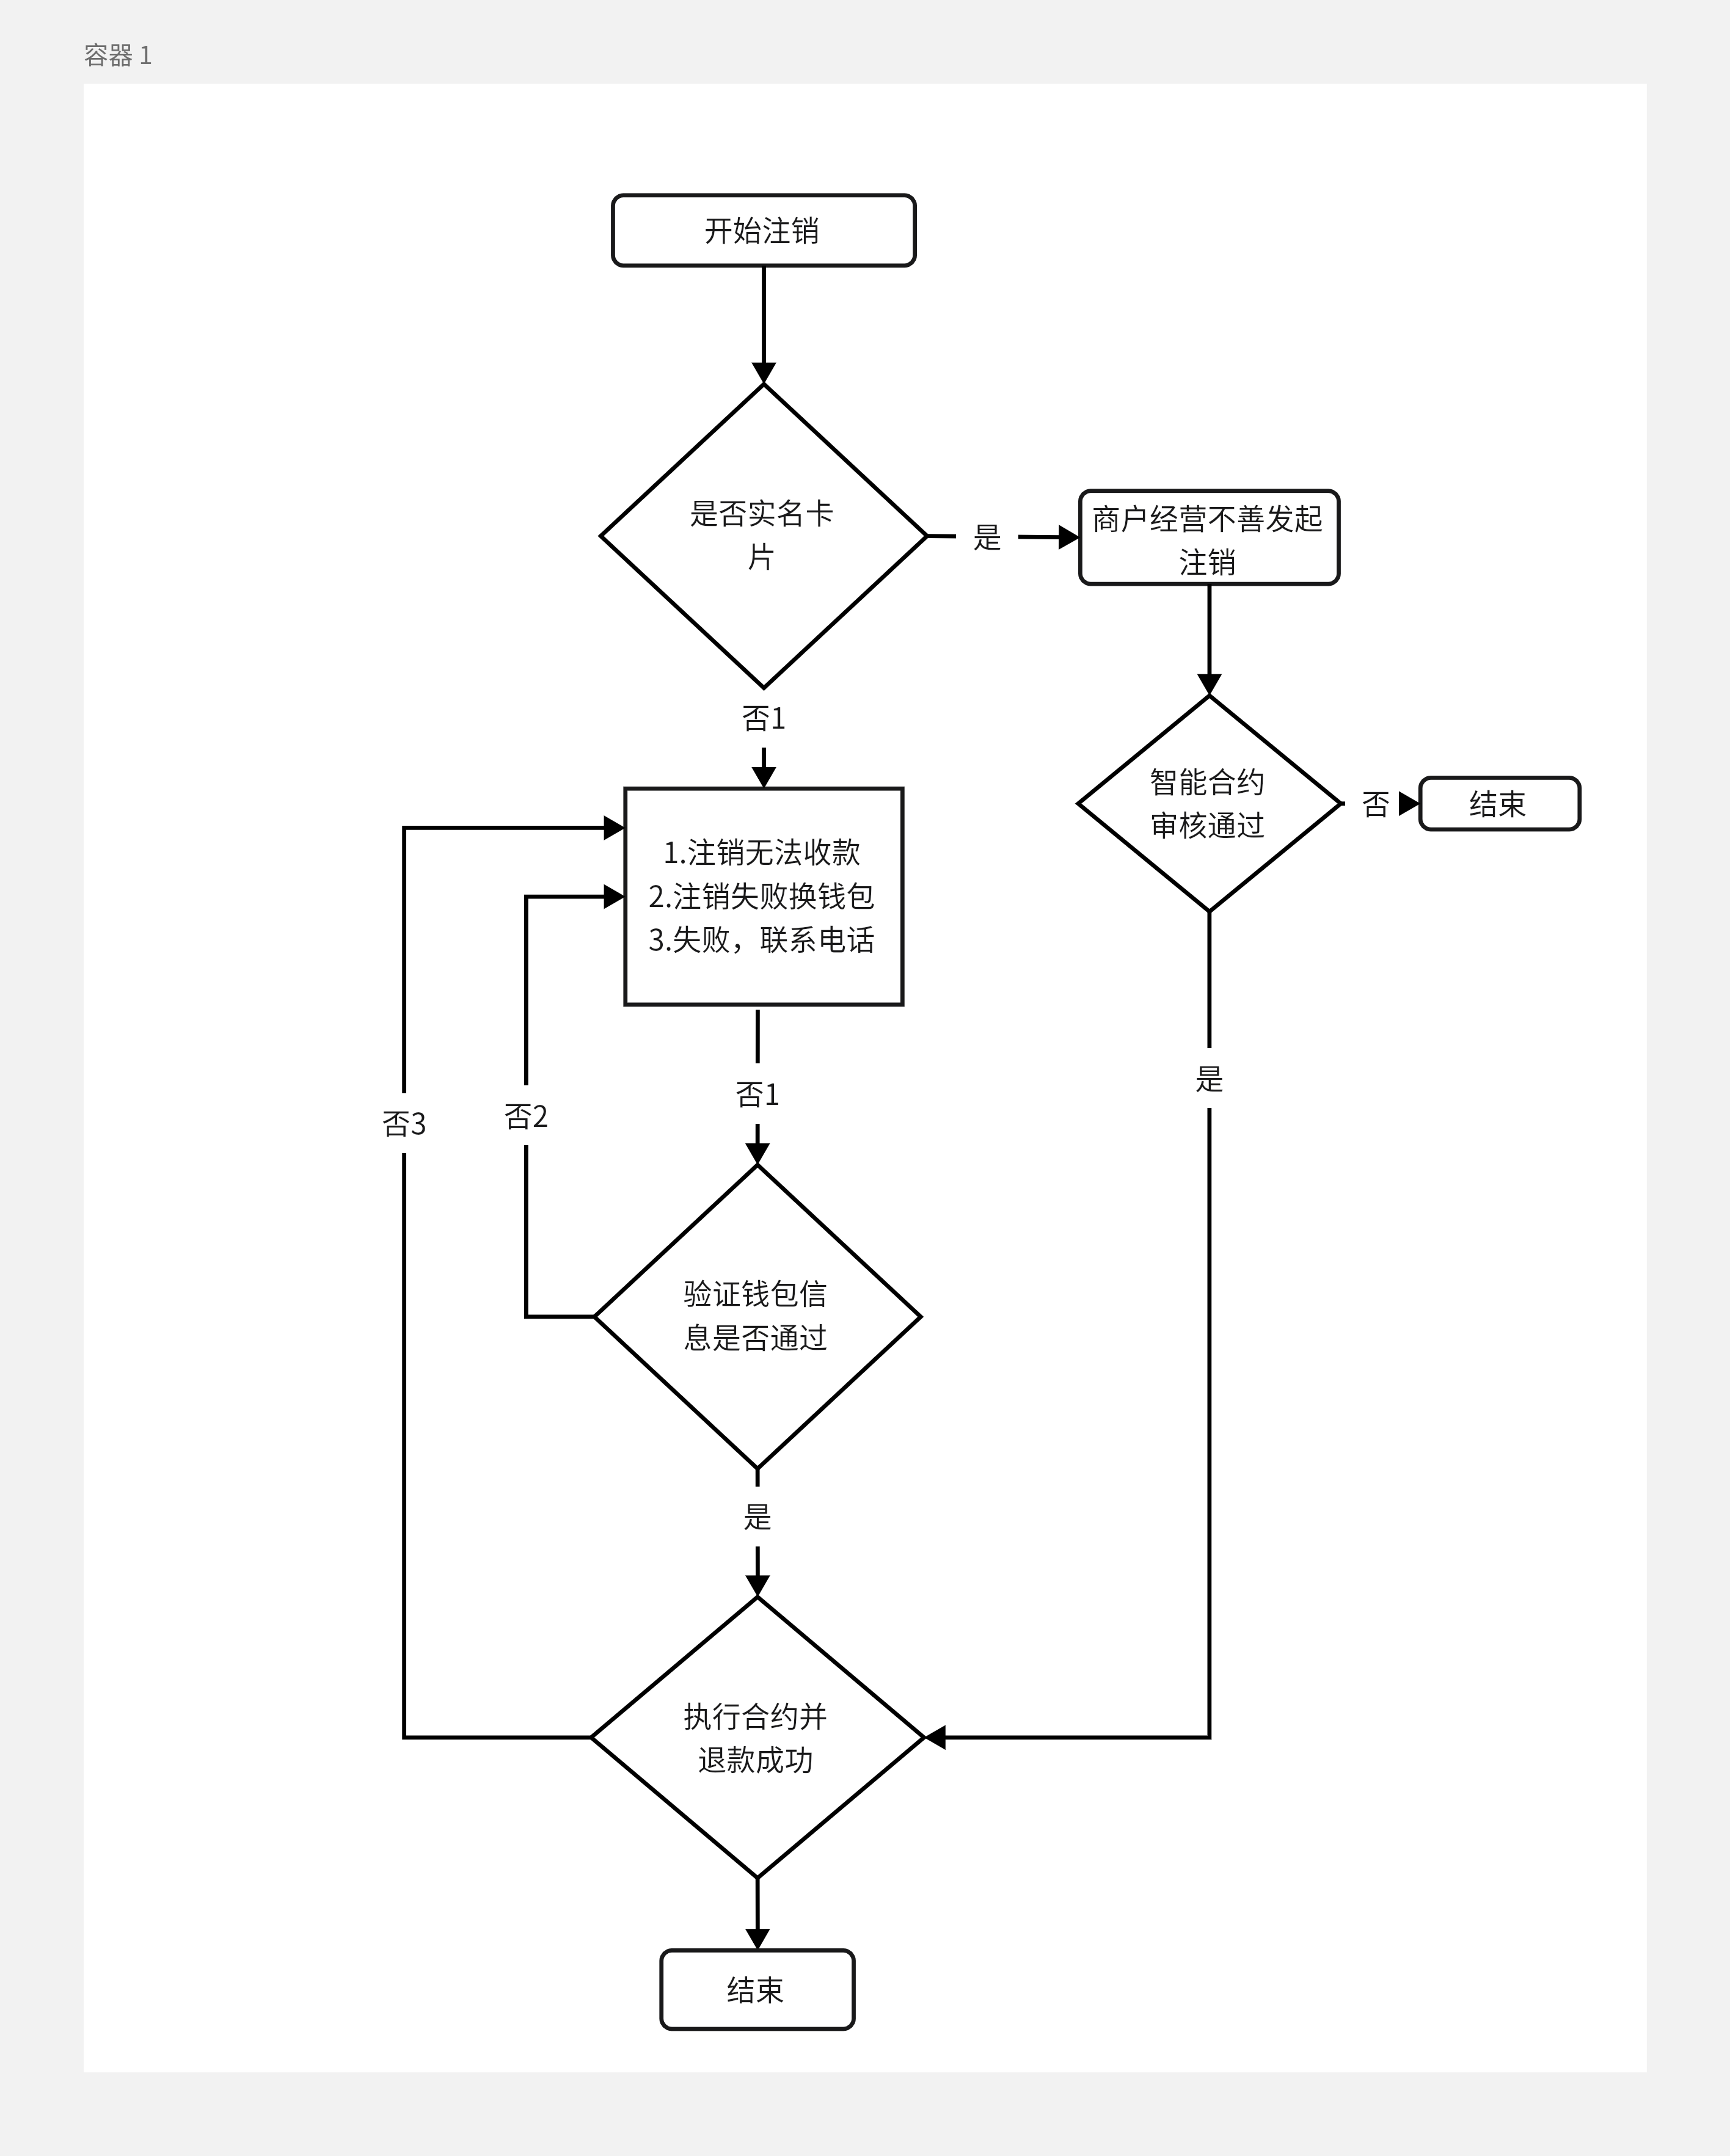 容器 1
开始注销
是否实名卡
片
是
商户经营不善发起
注销
否1
智能合约
审核通过
否
结束
1.注销无法收款
2.注销失败换钱包
3.失败，联系电话
是
否1
否3
否2
验证钱包信
息是否通过
是
执行合约并
退款成功
结束